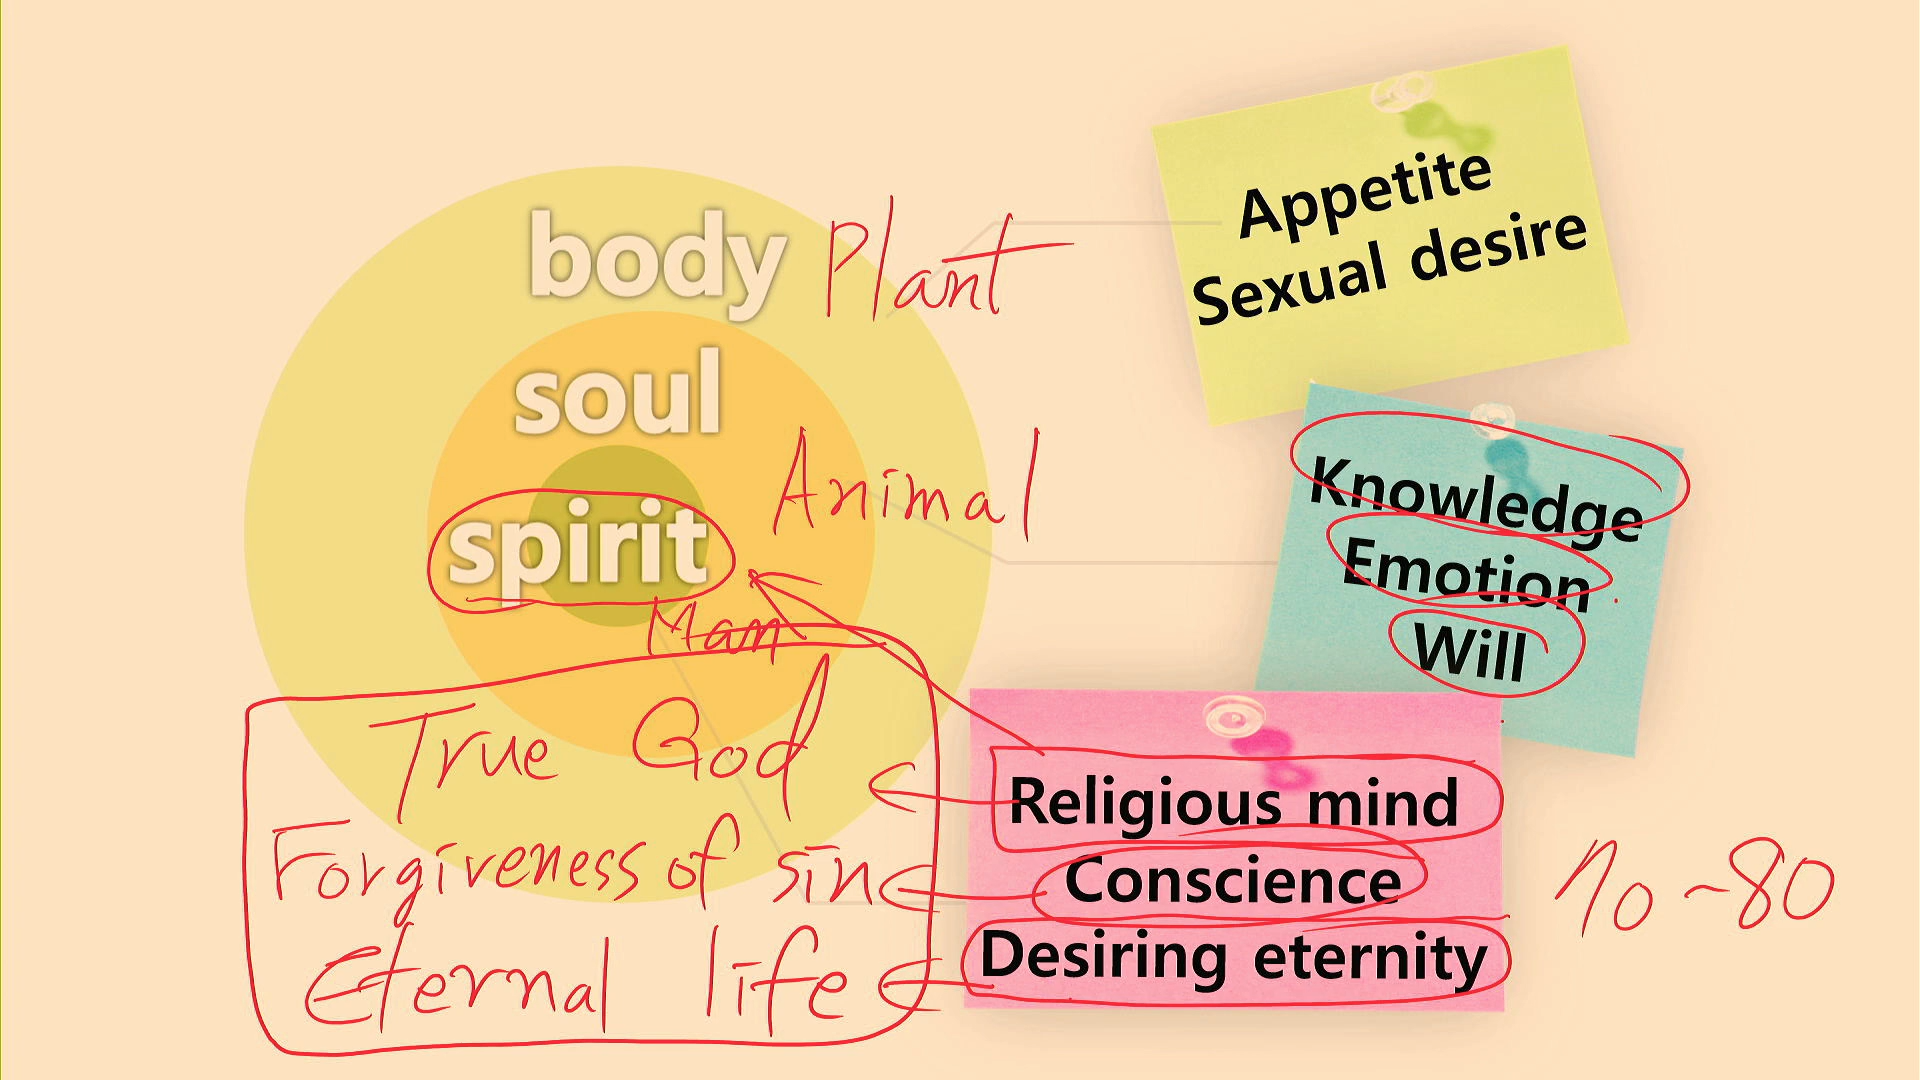 body
Plant
Appetite
Sexual desire
soul
Animal
Knowledge
Emotion
Will
spirit
Man
True God
Forgiveness of sin
Eternal life
Religious mind
Conscience
Desiring eternity
70~80